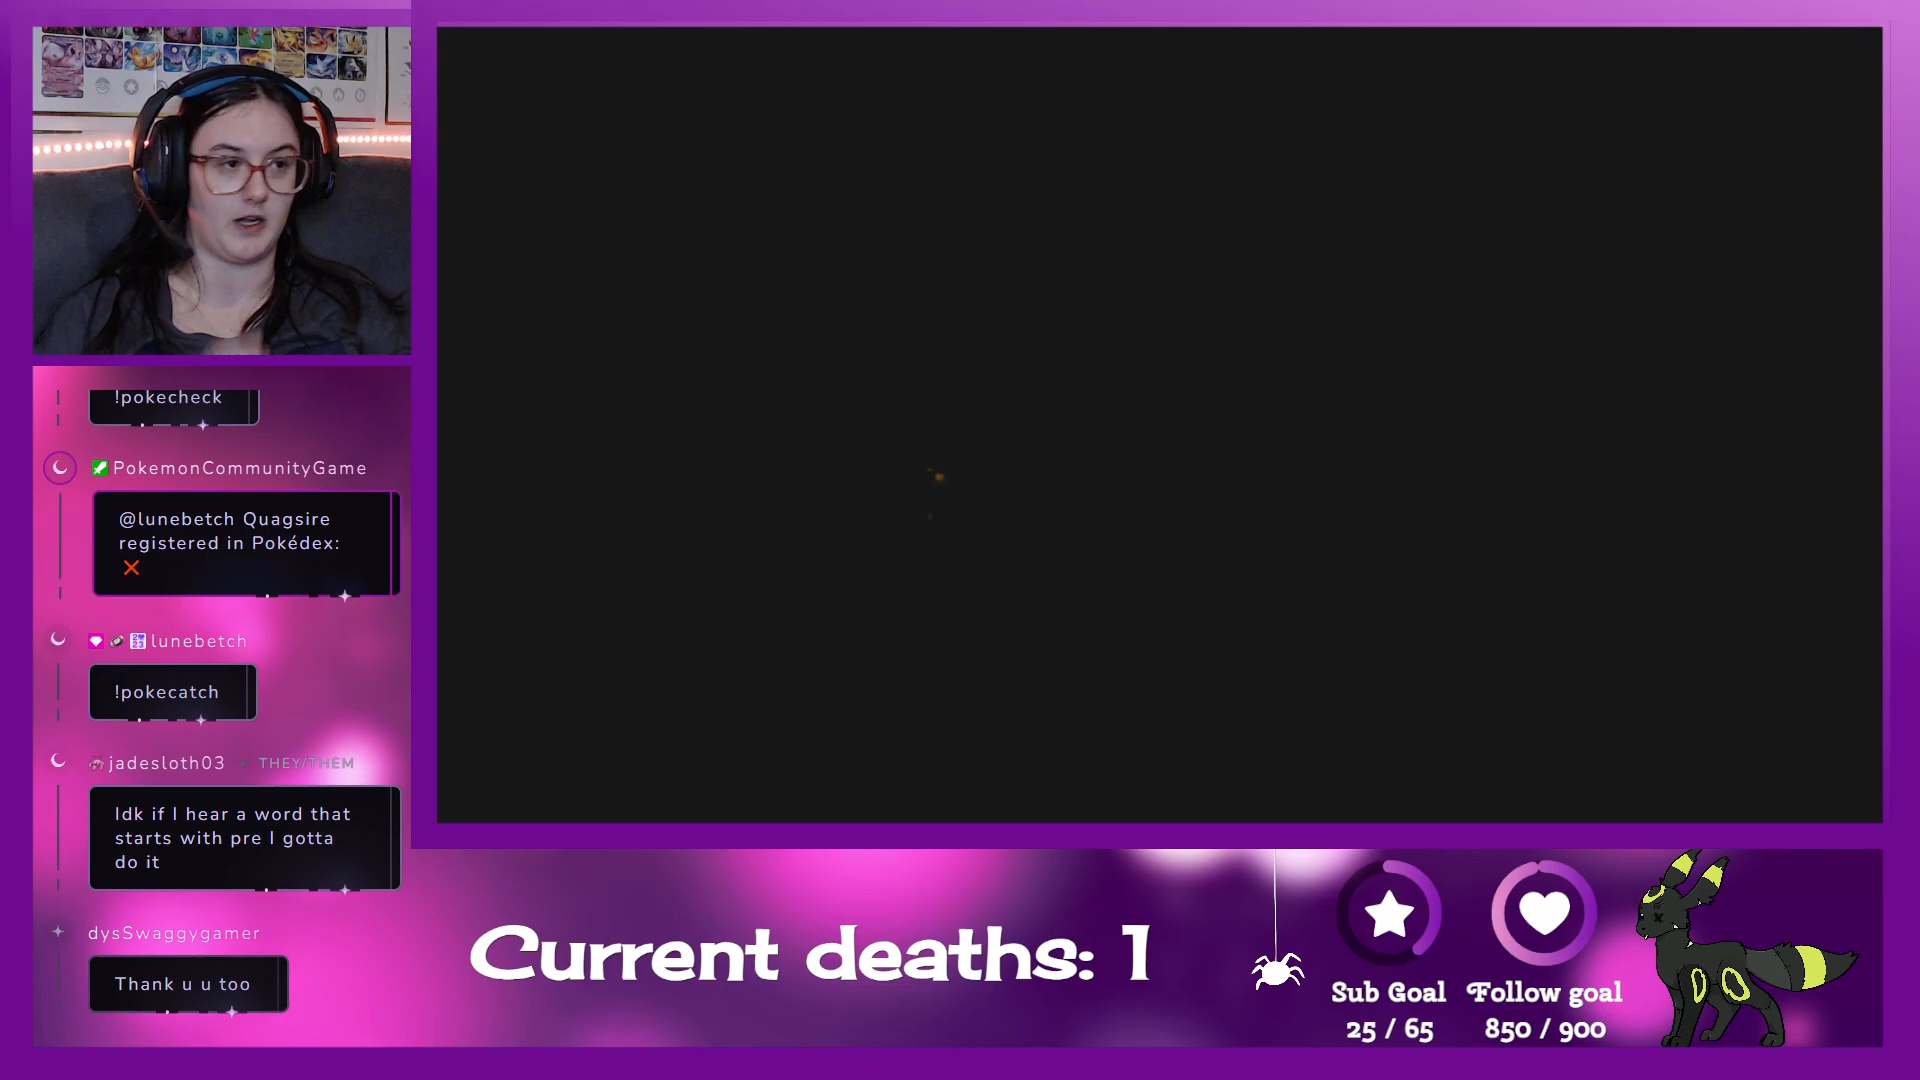 !pokecheck
PokemonCommunityGame
@lunebetch Quagsire
registered in Pokédex:
❌
lunebetch
!pokecatch
jadesloth03 THEY/THEM
Idk if I hear a word that
starts with pre I gotta
do it
dysSwaggygamer
Thank u u too
Current deaths: 1
Sub Goal
25 / 65
Follow goal
850 / 900